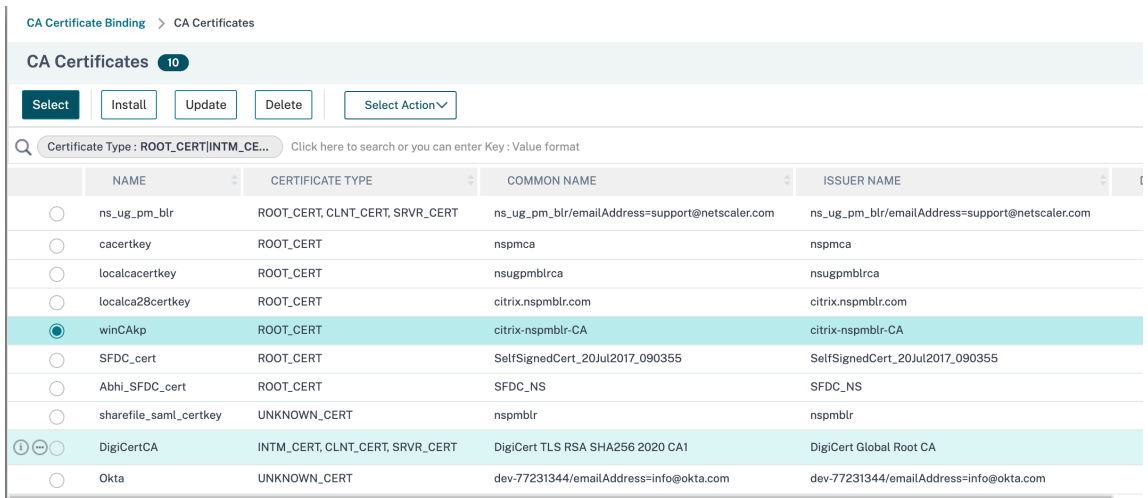 CA Certificate Binding > CA Certificates
CA Certificates 10
Select Install Update Delete Select Action
Certificate Type : ROOT_CERT|INTM_CE... Click here to search or you can enter Key : Value format
NAME CERTIFICATE TYPE COMMON NAME ISSUER NAME
ns_ug_pm_blr ROOT_CERT, CLNT_CERT, SRVR_CERT ns_ug_pm_blr/emailAddress=support@netscaler.com ns_ug_pm_blr/emailAddress=support@netscaler.com
cacertkey ROOT_CERT nspmca nspmca
localcacertkey ROOT_CERT nsugpmblrca nsugpmblrca
localca28certkey ROOT_CERT citrix.nspmblr.com citrix.nspmblr.com
winCAkp ROOT_CERT citrix-nspmblr-CA citrix-nspmblr-CA
SFDC_cert ROOT_CERT SelfSignedCert_20Jul2017_090355 SelfSignedCert_20Jul2017_090355
Abhi_SFDC_cert ROOT_CERT SFDC_NS SFDC_NS
sharefile_saml_certkey UNKNOWN_CERT nspmblr nspmblr
DigiCertCA INTM_CERT, CLNT_CERT, SRVR_CERT DigiCert TLS RSA SHA256 2020 CA1 DigiCert Global Root CA
Okta UNKNOWN_CERT dev-77231344/emailAddress=info@okta.com dev-77231344/emailAddress=info@okta.com